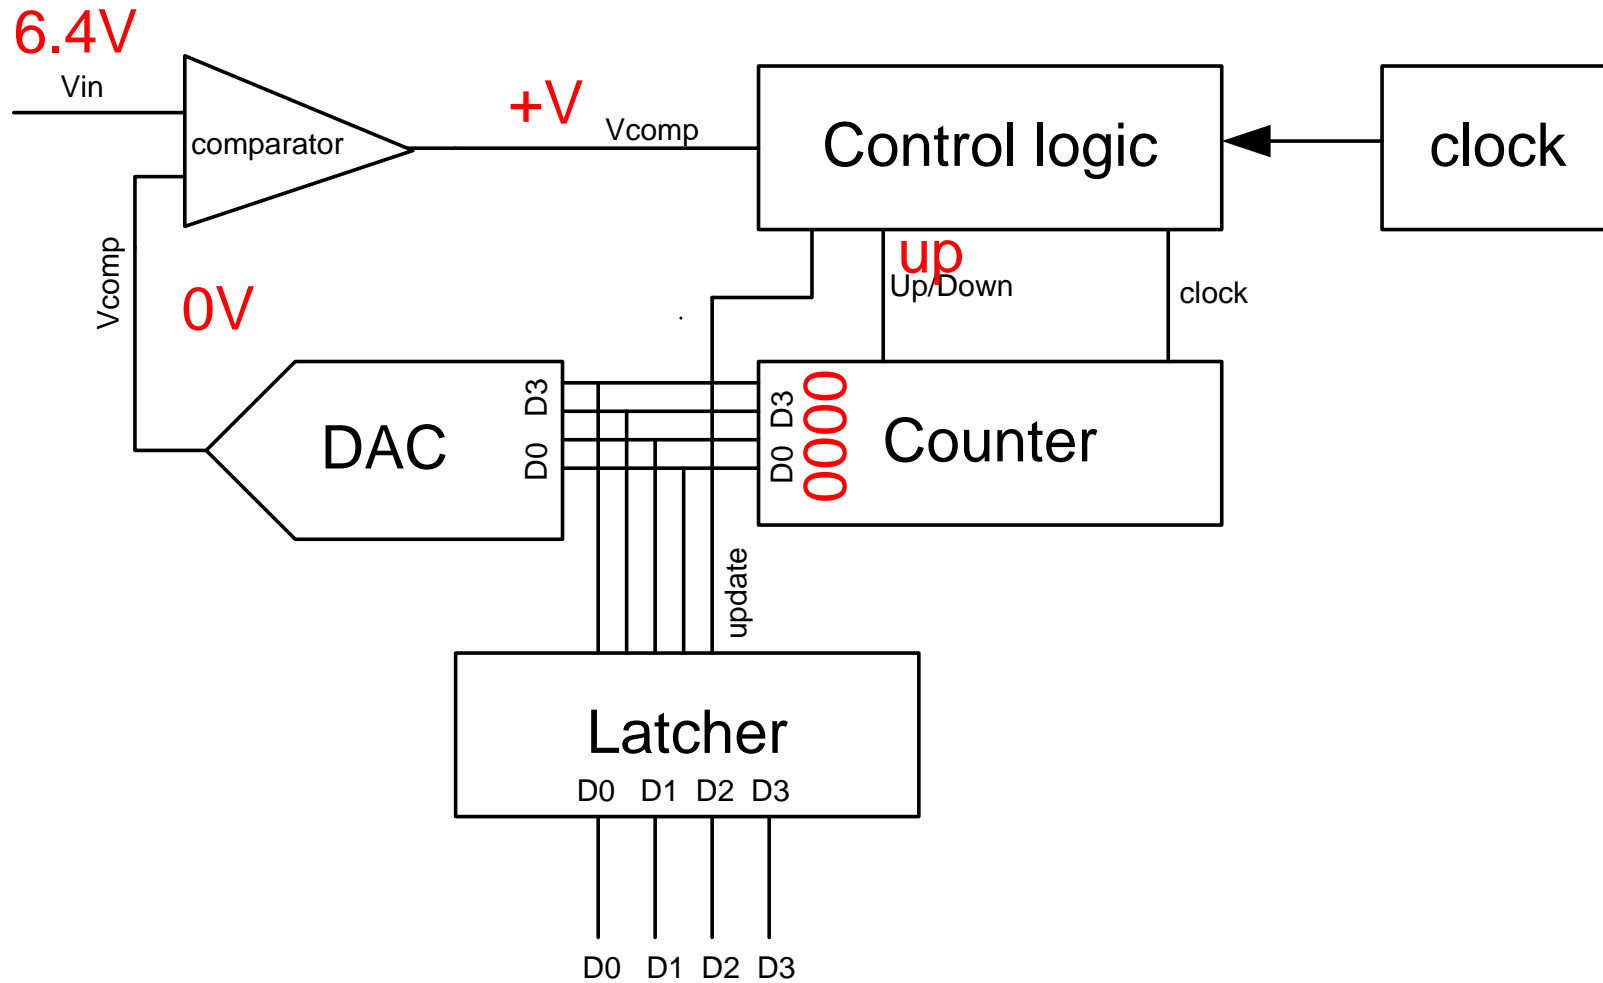 6.4V
Vin
comparator
+V
Vcomp
Control logic
clock
Vcomp
0V
up
Up/Down
clock
DAC
D3
D0
D3
D0
0000
Counter
update
Latcher
D0 D1 D2 D3
D0 D1 D2 D3